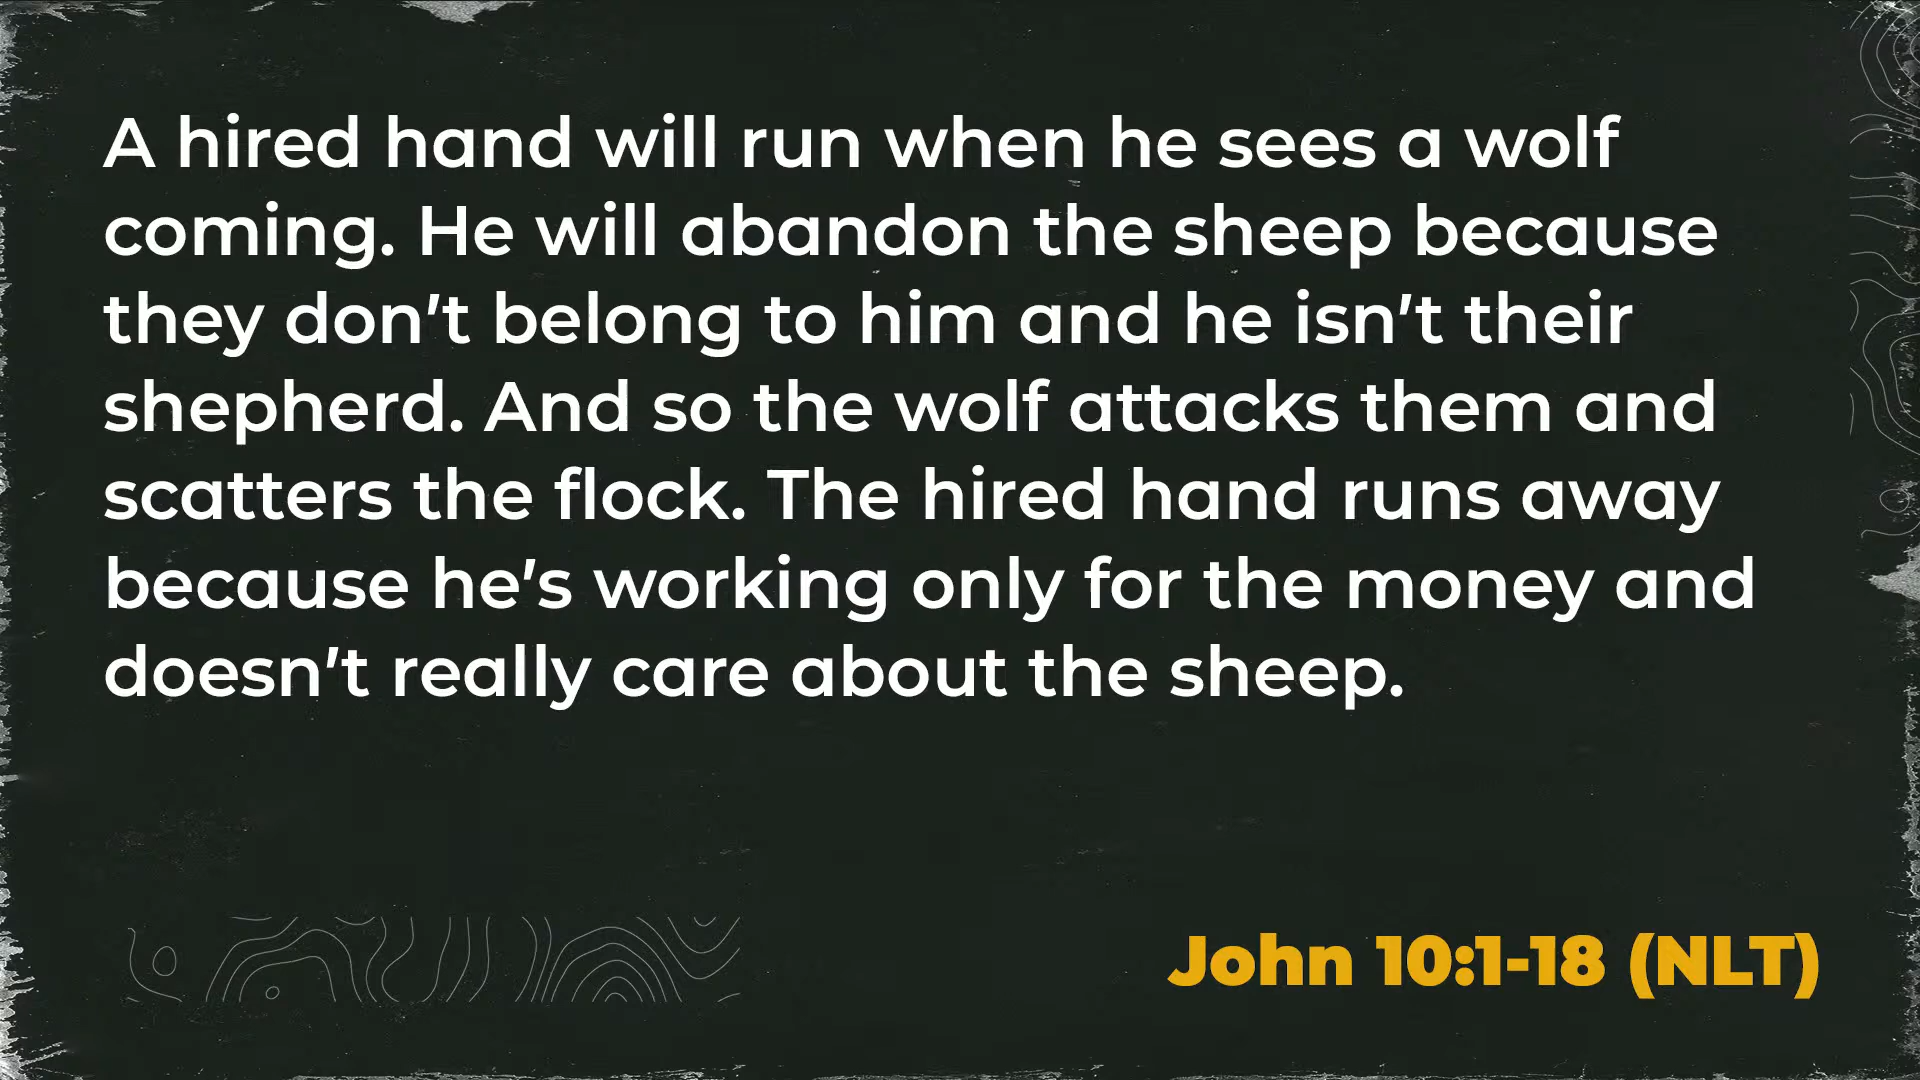 A hired hand will run when he sees a wolf
coming. He will abandon the sheep because
they don’t belong to him and he isn’t their
shepherd. And so the wolf attacks them and
scatters the flock. The hired hand runs away
because he’s working only for the money and
doesn’t really care about the sheep.
John 10:1-18 (NLT)